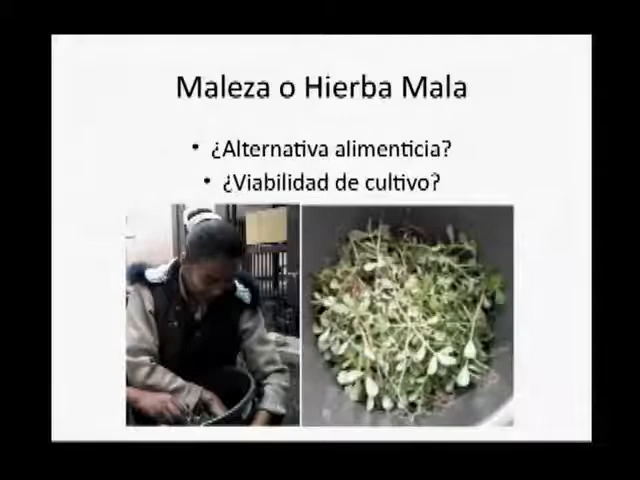 Maleza o Hierba Mala
• ¿Alternativa alimenticia?
• ¿Viabilidad de cultivo?